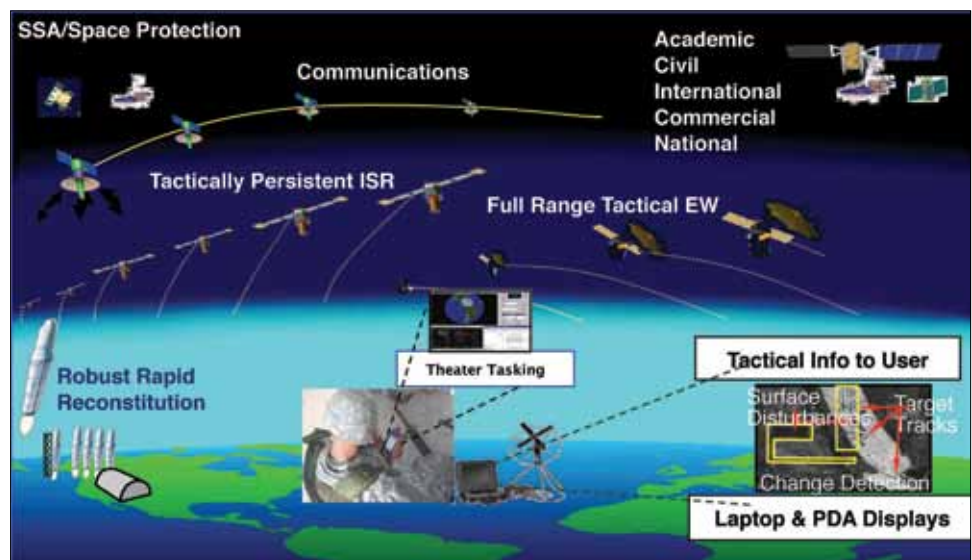 SSA/Space Protection
Communications
Academic
Civil
International
Commercial
National
Tactically Persistent ISR
Full Range Tactical EW
Theater Tasking
Robust Rapid
Reconstitution
Tactical Info to User
Surface
Disturbances
Target
Tracks
Change Detection
Laptop & PDA Displays